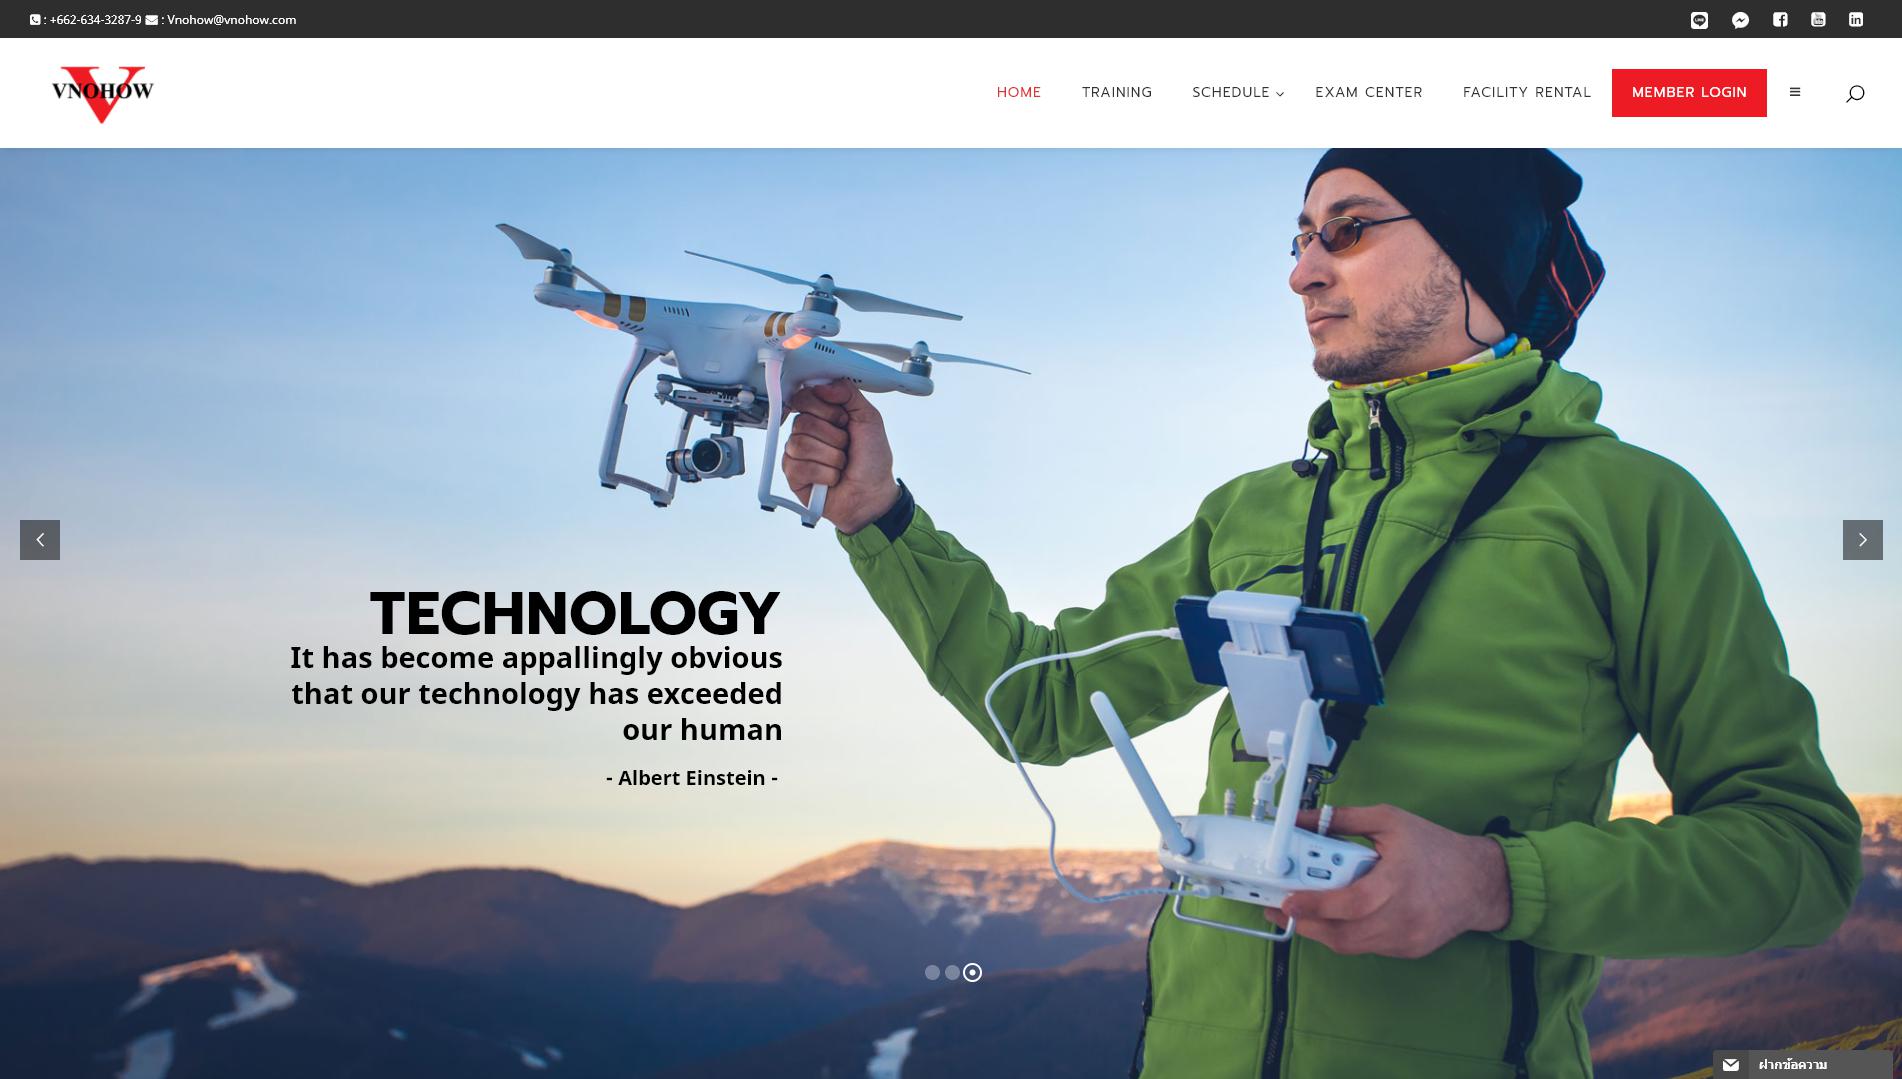 : +662-634-3287-9 : Vnohow@vnohow.com
VNOHOW
HOME TRAINING SCHEDULE EXAM CENTER FACILITY RENTAL MEMBER LOGIN
TECHNOLOGY
It has become appallingly obvious
that our technology has exceeded
our human
- Albert Einstein -
ฝากข้อความ